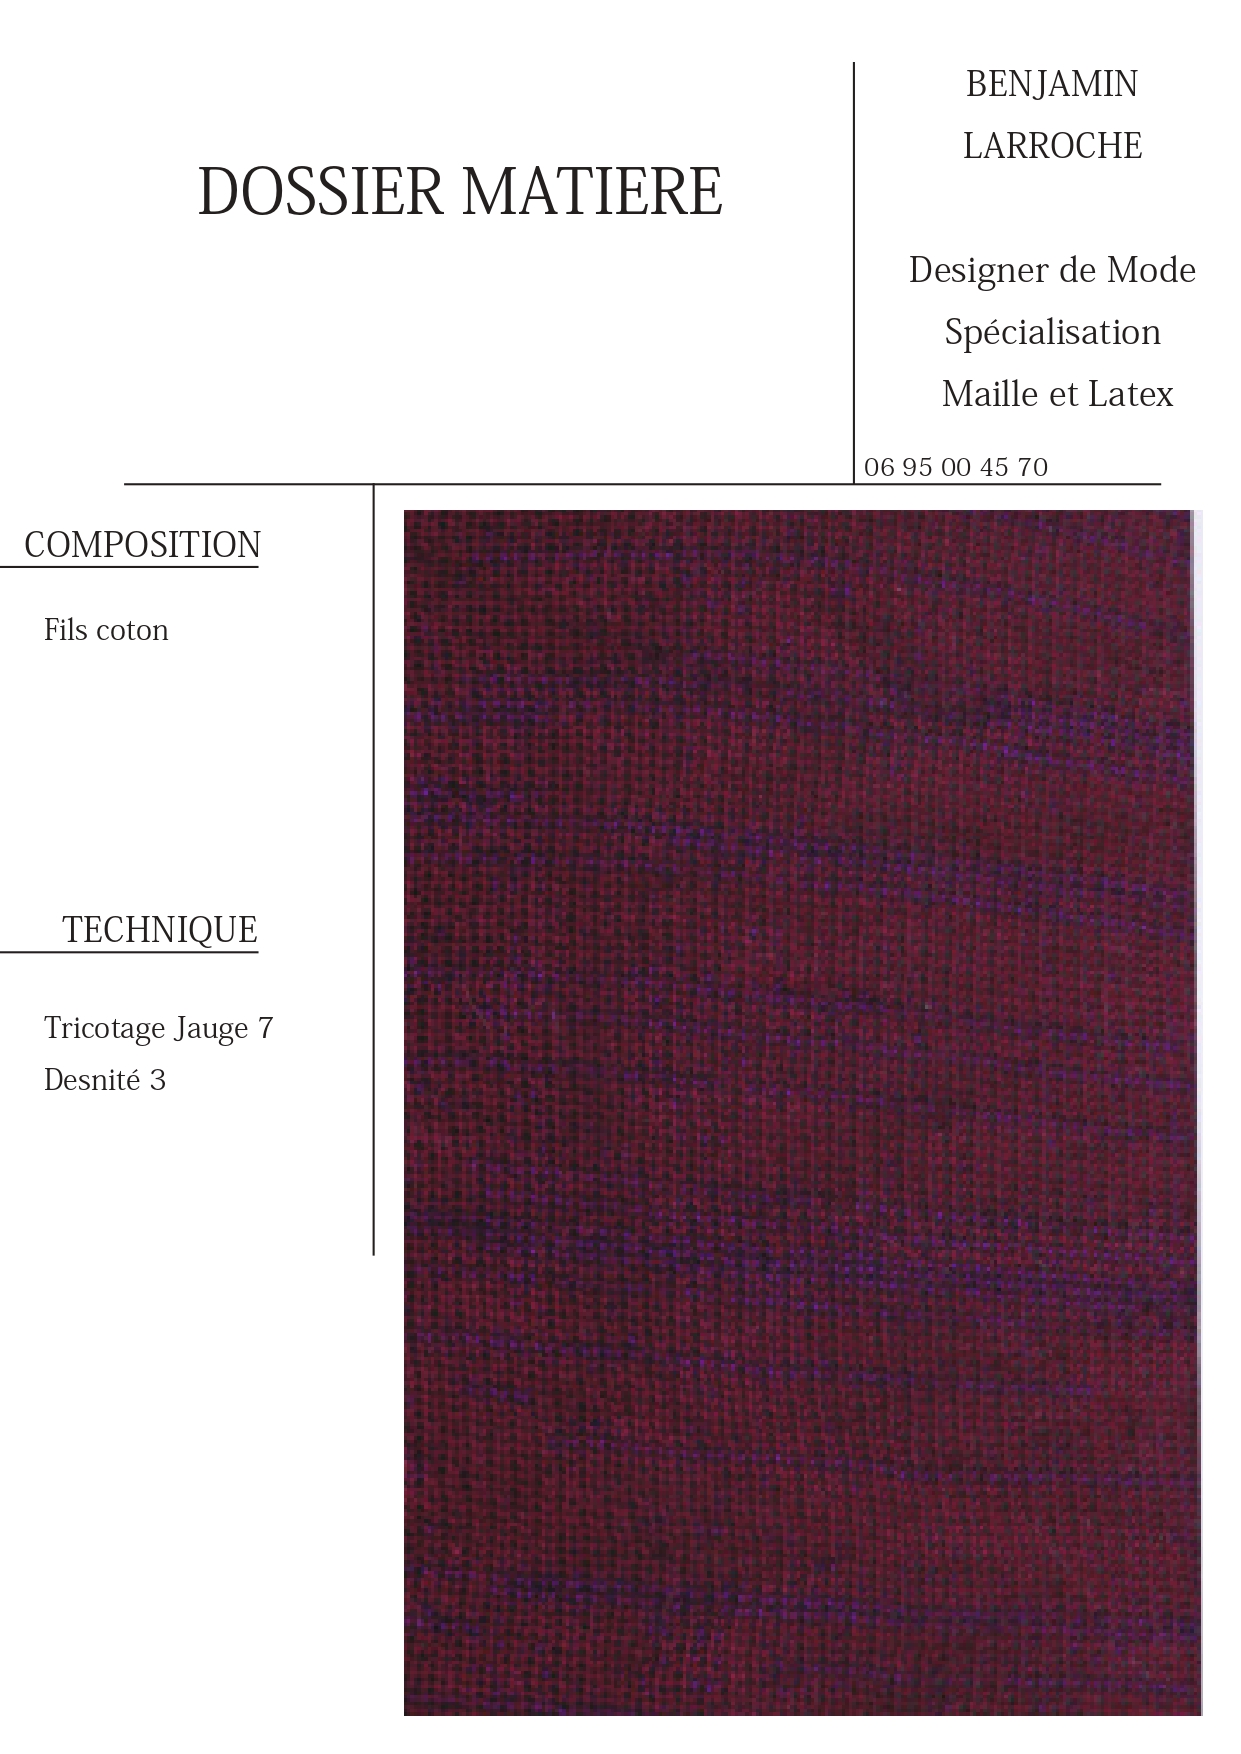 DOSSIER MATIERE
BENJAMIN
LARROCHE
Designer de Mode
Spécialisation
Maille et Latex
06 95 00 45 70
COMPOSITION
Fils coton
TECHNIQUE
Tricotage Jauge 7
Desnité 3